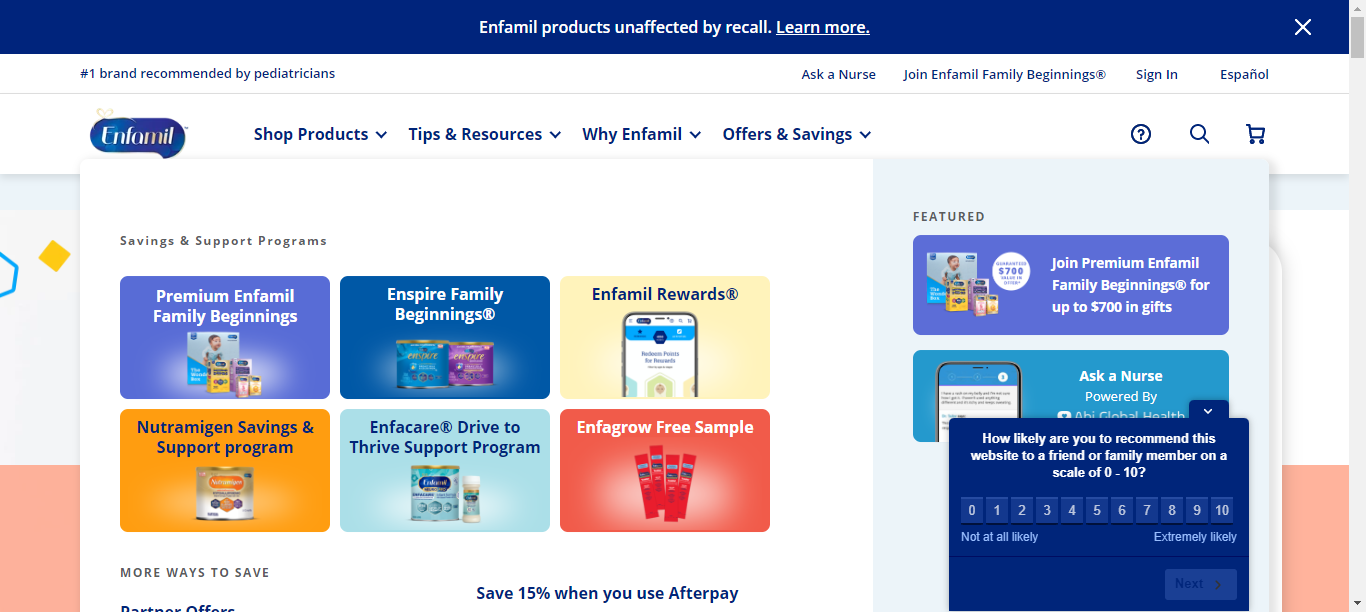 Enfamil products unaffected by recall. Learn more.
#1 brand recommended by pediatricians
Ask a Nurse
Join Enfamil Family Beginnings®
Sign In
Español
Enfamil
Shop Products
Tips & Resources
Why Enfamil
Offers & Savings
Savings & Support Programs
Premium Enfamil
Family Beginnings
Enspire Family
Beginnings®
enspire
enspire
Enfamil Rewards®
Redeem Points
for Rewards
Nutramigen Savings &
Support program
Nutramigen
Enfacare® Drive to
Thrive Support Program
Enfamil
ENFACARE
Enfagrow Free Sample
MORE WAYS TO SAVE
Partner Offers
Save 15% when you use Afterpay
FEATURED
GUARANTEED
$700
VALUE IN
OFFER*
Join Premium Enfamil
Family Beginnings® for
up to $700 in gifts
Ask a Nurse
Powered By
Abi Global Health
How likely are you to recommend this
website to a friend or family member on a
scale of 0 - 10?
0 1 2 3 4 5 6 7 8 9 10
Not at all likely
Extremely likely
Next